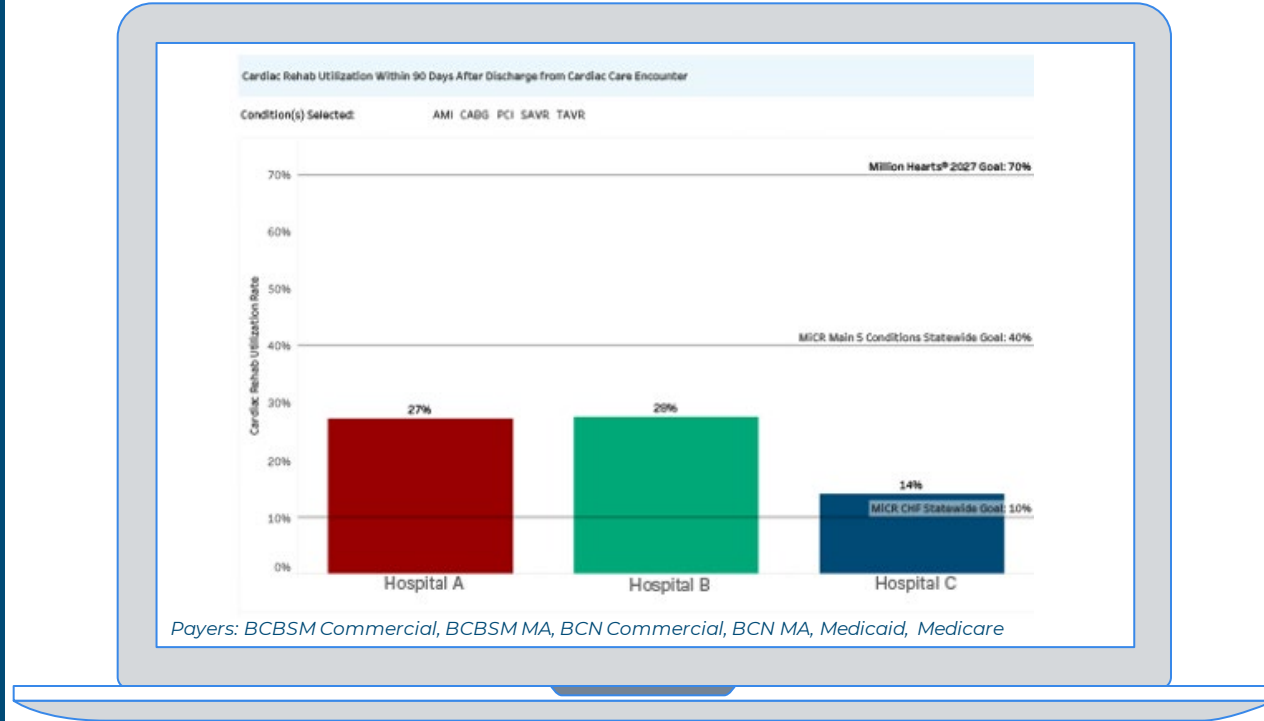 Cardiac Rehab Utilization Within 90 Days After Discharge from Cardiac Care Encounter
Condition(s) Selected: AMI CABG PCI SAVR TAVR
Million Hearts® 2027 Goal: 70%
70%
60%
50%
MiCR Main 5 Conditions Statewide Goal: 40%
40%
30%
20%
10%
0%
Cardiac Rehab Utilization Rate
27%
28%
14%
MiCR CHF Statewide Goal: 10%
Hospital A
Hospital B
Hospital C
Payers: BCBSM Commercial, BCBSM MA, BCN Commercial, BCN MA, Medicaid, Medicare